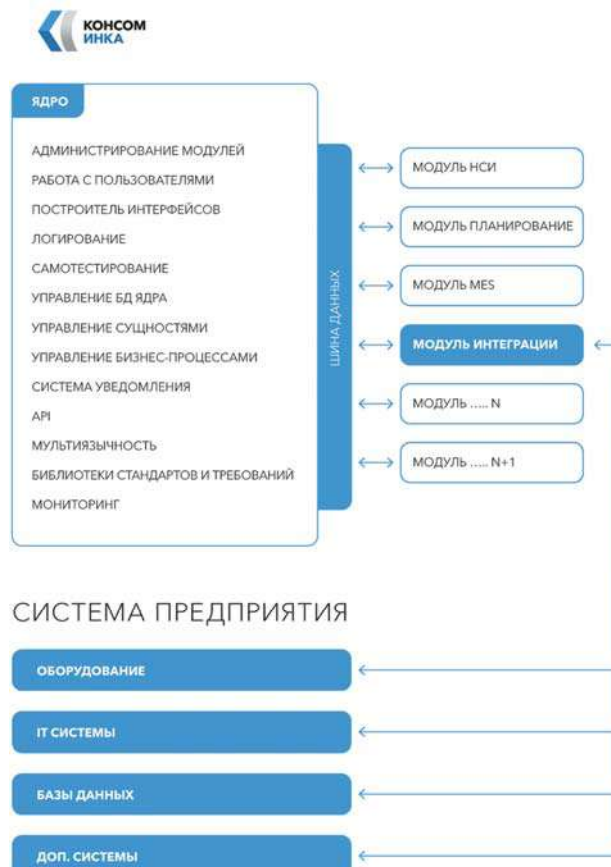 КОНСОМ
ИНКА
ЯДРО
АДМИНИСТРИРОВАНИЕ МОДУЛЕЙ
РАБОТА С ПОЛЬЗОВАТЕЛЯМИ
ПОСТРОИТЕЛЬ ИНТЕРФЕЙСОВ
ЛОГИРОВАНИЕ
САМОТЕСТИРОВАНИЕ
УПРАВЛЕНИЕ БД ЯДРА
УПРАВЛЕНИЕ СУЩНОСТЯМИ
УПРАВЛЕНИЕ БИЗНЕС-ПРОЦЕССАМИ
СИСТЕМА УВЕДОМЛЕНИЯ
API
МУЛЬТИЯЗЫЧНОСТЬ
БИБЛИОТЕКИ СТАНДАРТОВ И ТРЕБОВАНИЙ
МОНИТОРИНГ
ШИНА ДАННЫХ
МОДУЛЬ НСИ
МОДУЛЬ ПЛАНИРОВАНИЕ
МОДУЛЬ MES
МОДУЛЬ ИНТЕГРАЦИИ
МОДУЛЬ ..... N
МОДУЛЬ ..... N+1
СИСТЕМА ПРЕДПРИЯТИЯ
ОБОРУДОВАНИЕ
IT СИСТЕМЫ
БАЗЫ ДАННЫХ
ДОП. СИСТЕМЫ